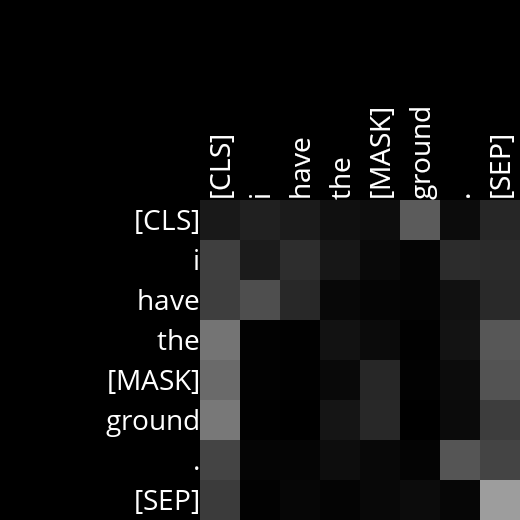 [CLS] i have the [MASK] ground . [SEP]
[CLS]
i
have
the
[MASK]
ground
.
[SEP]